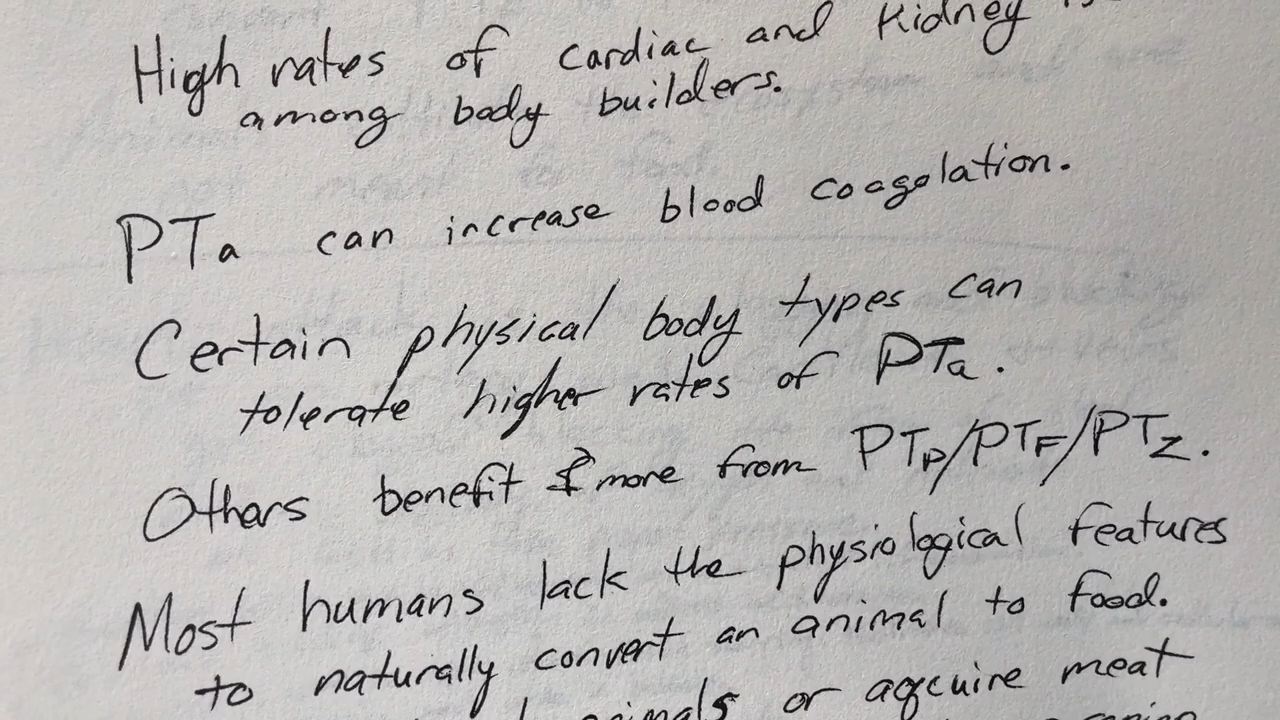 High rates of cardiac and kidney
among body builders.
PTa can increase blood coagolation.
Certain physical body types can
tolerate higher rates of PTa.
Others benefit more from PTP/PTF/PTZ.
Most humans lack the physiological features
to naturally convert an animal to food.
or aqcuire meat